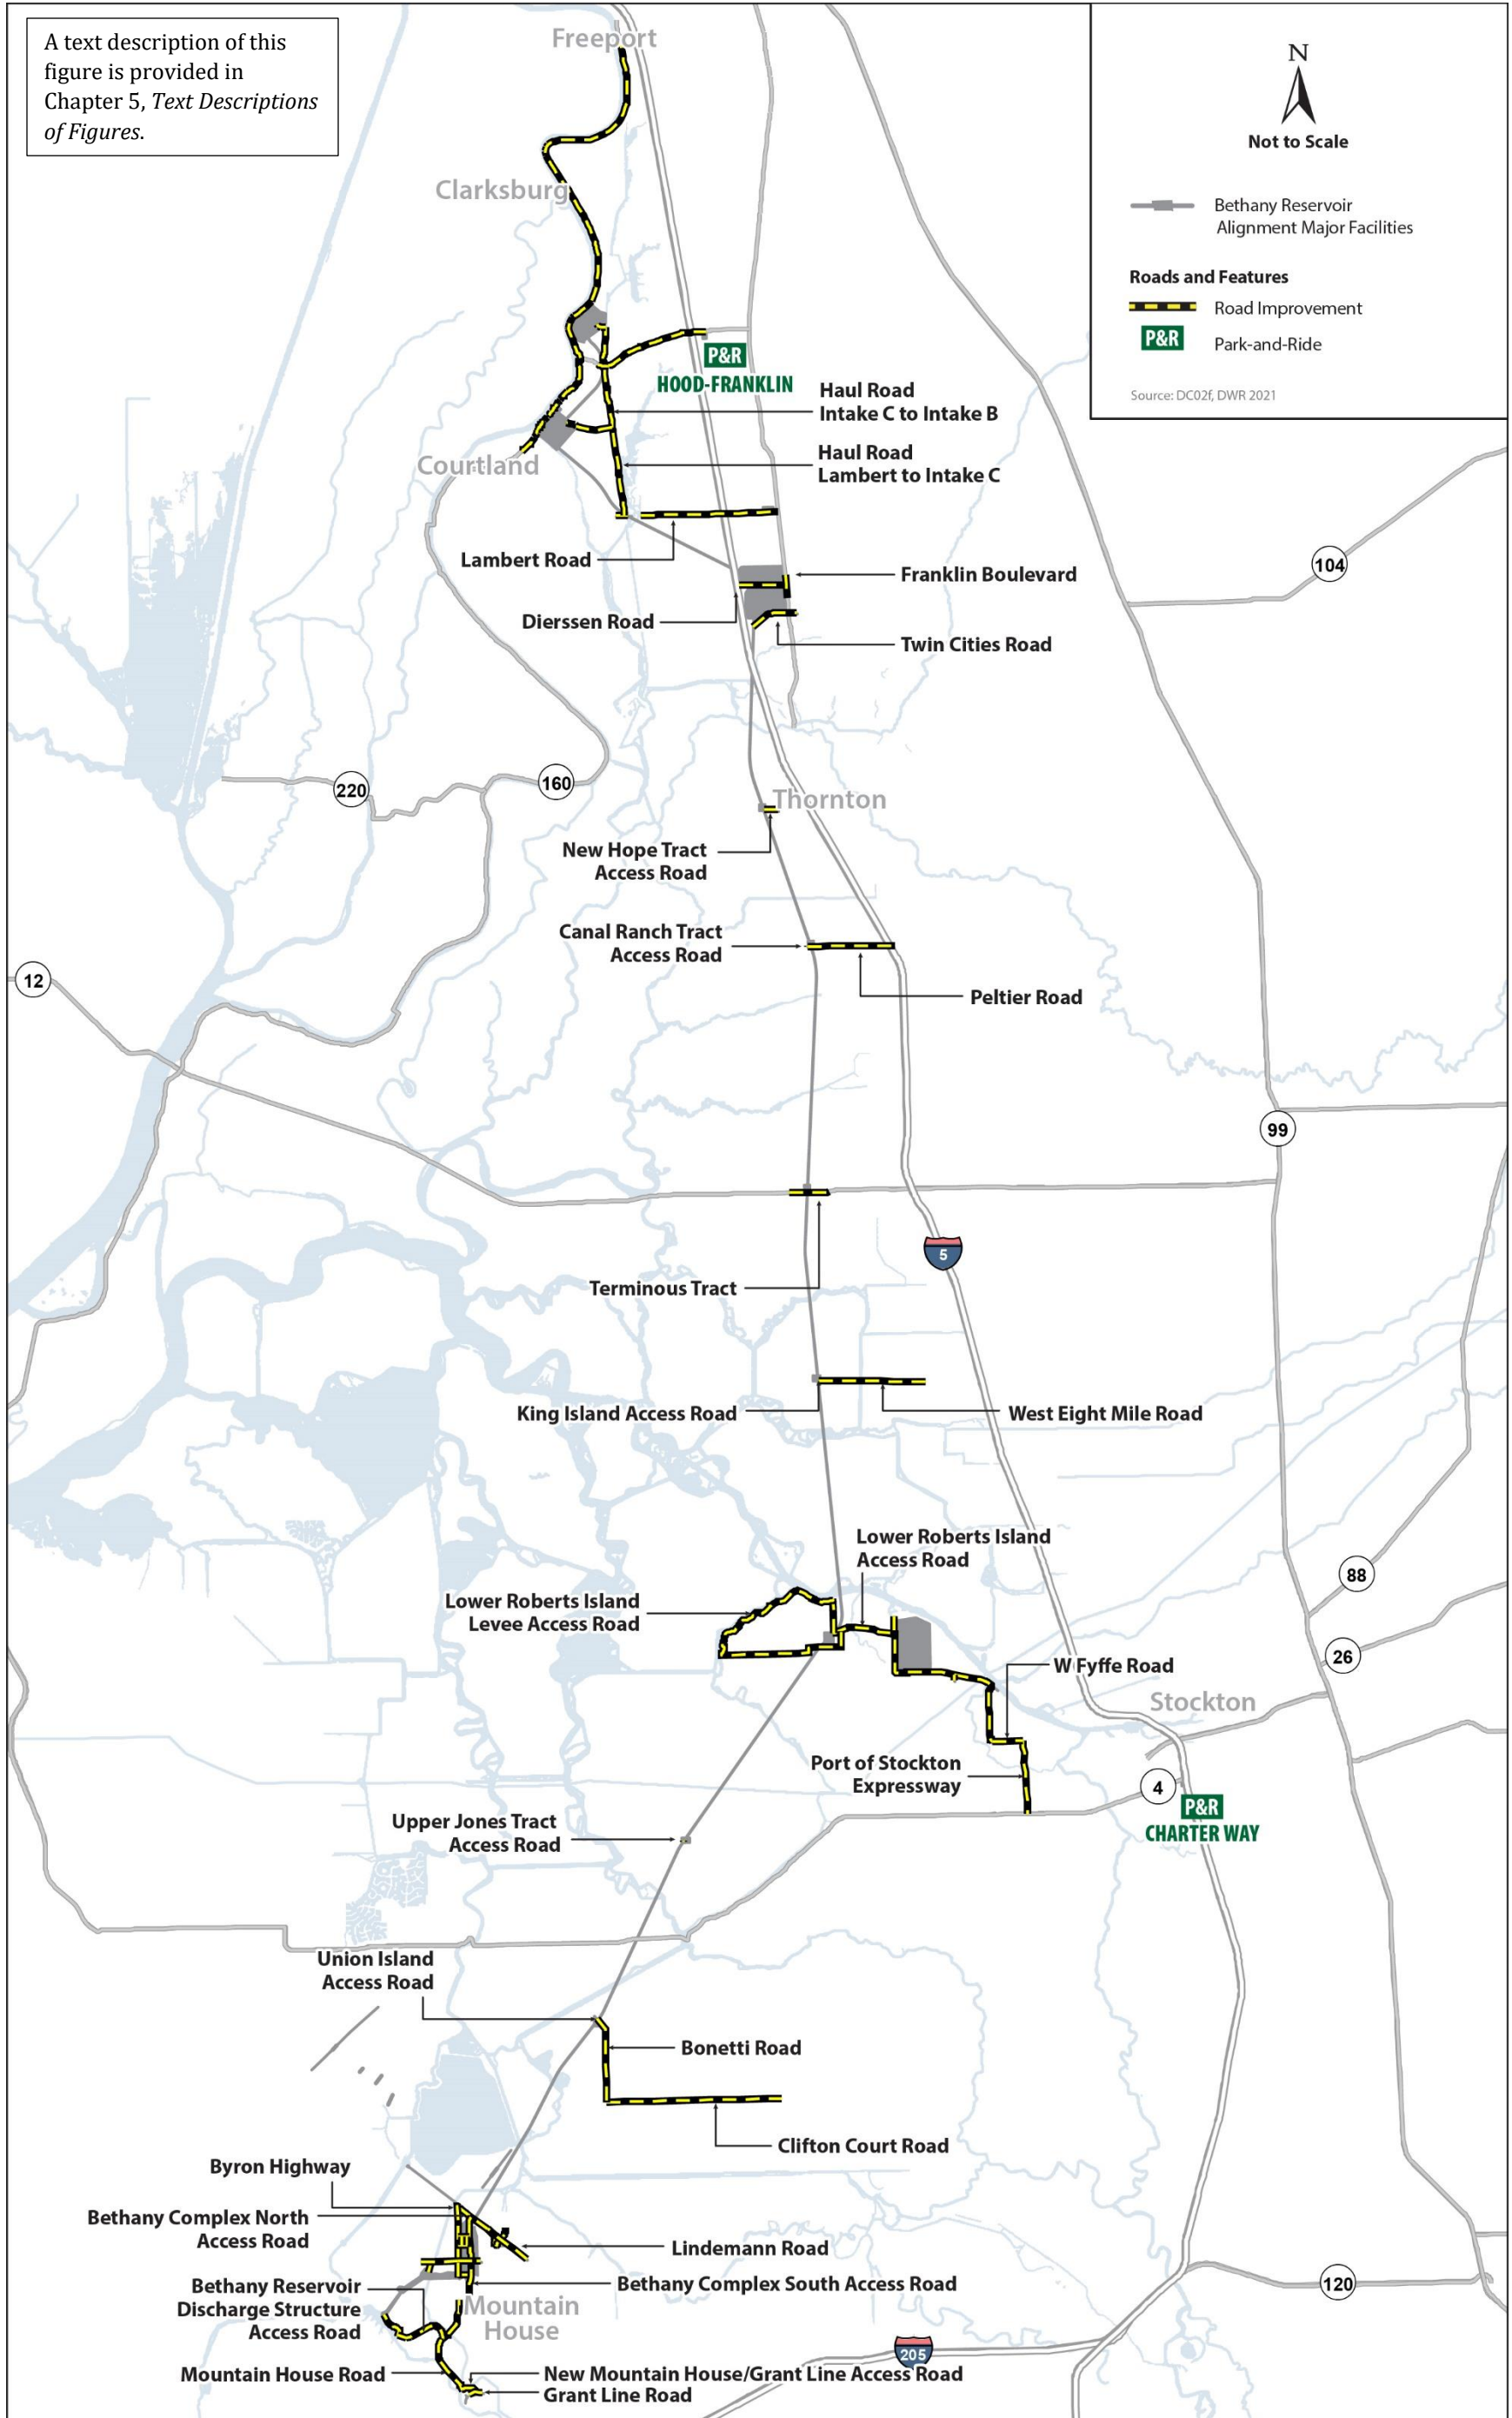 A text description of this
figure is provided in
Chapter 5, Text Descriptions
of Figures.
Freeport
N
Not to Scale
Bethany Reservoir
Alignment Major Facilities
Roads and Features
Road Improvement
P&R
Park-and-Ride
Source: DC02f, DWR 2021
Clarksburg
P&R
HOOD-FRANKLIN
Haul Road
Intake C to Intake B
Haul Road
Lambert to Intake C
Courtland
Lambert Road
104
Franklin Boulevard
Dierssen Road
Twin Cities Road
220
160
Thornton
New Hope Tract
Access Road
Canal Ranch Tract
Access Road
12
Peltier Road
99
5
Terminous Tract
King Island Access Road
West Eight Mile Road
Lower Roberts Island
Access Road
88
Lower Roberts Island
Levee Access Road
26
W Fyffe Road
Stockton
Port of Stockton
Expressway
4
P&R
CHARTER WAY
Upper Jones Tract
Access Road
Union Island
Access Road
Bonetti Road
Clifton Court Road
Byron Highway
Bethany Complex North
Access Road
Lindemann Road
Bethany Complex South Access Road
120
Bethany Reservoir
Discharge Structure
Access Road
Mountain
House
205
Mountain House Road
New Mountain House/Grant Line Access Road
Grant Line Road